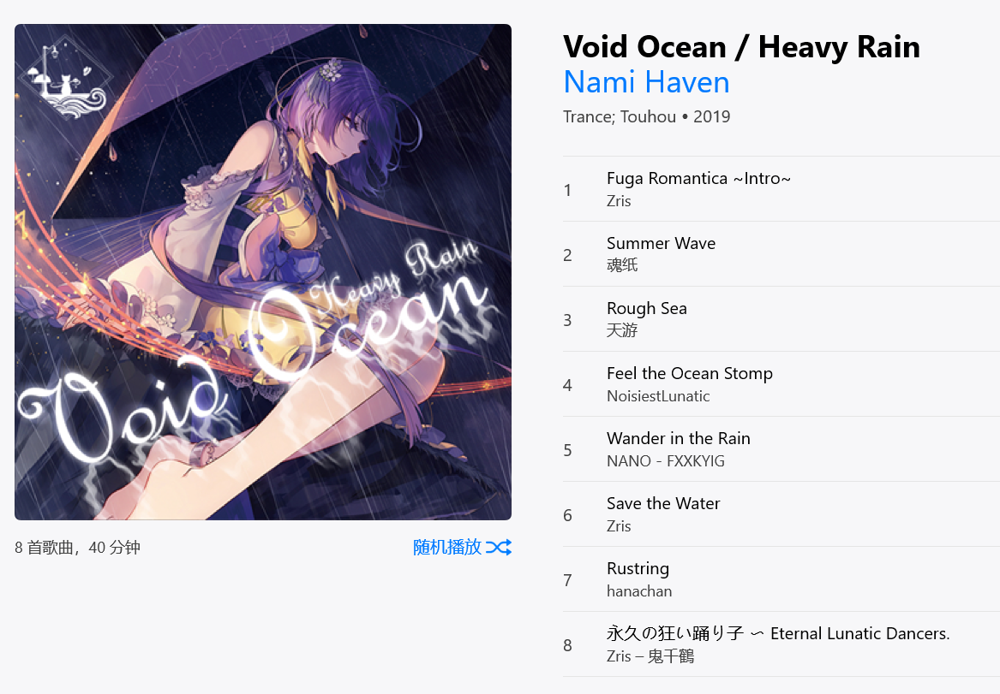 Void Ocean / Heavy Rain
Nami Haven
Trance; Touhou • 2019
Heavy Rain
Void Ocean
8 首歌曲，40 分钟
随机播放
1
Fuga Romantica ~Intro~
Zris
2
Summer Wave
魂纸
3
Rough Sea
天游
4
Feel the Ocean Stomp
NoisiestLunatic
5
Wander in the Rain
NANO - FXXKYIG
6
Save the Water
Zris
7
Rustring
hanachan
8
永久の狂い踊り子 〜 Eternal Lunatic Dancers.
Zris – 鬼千鶴